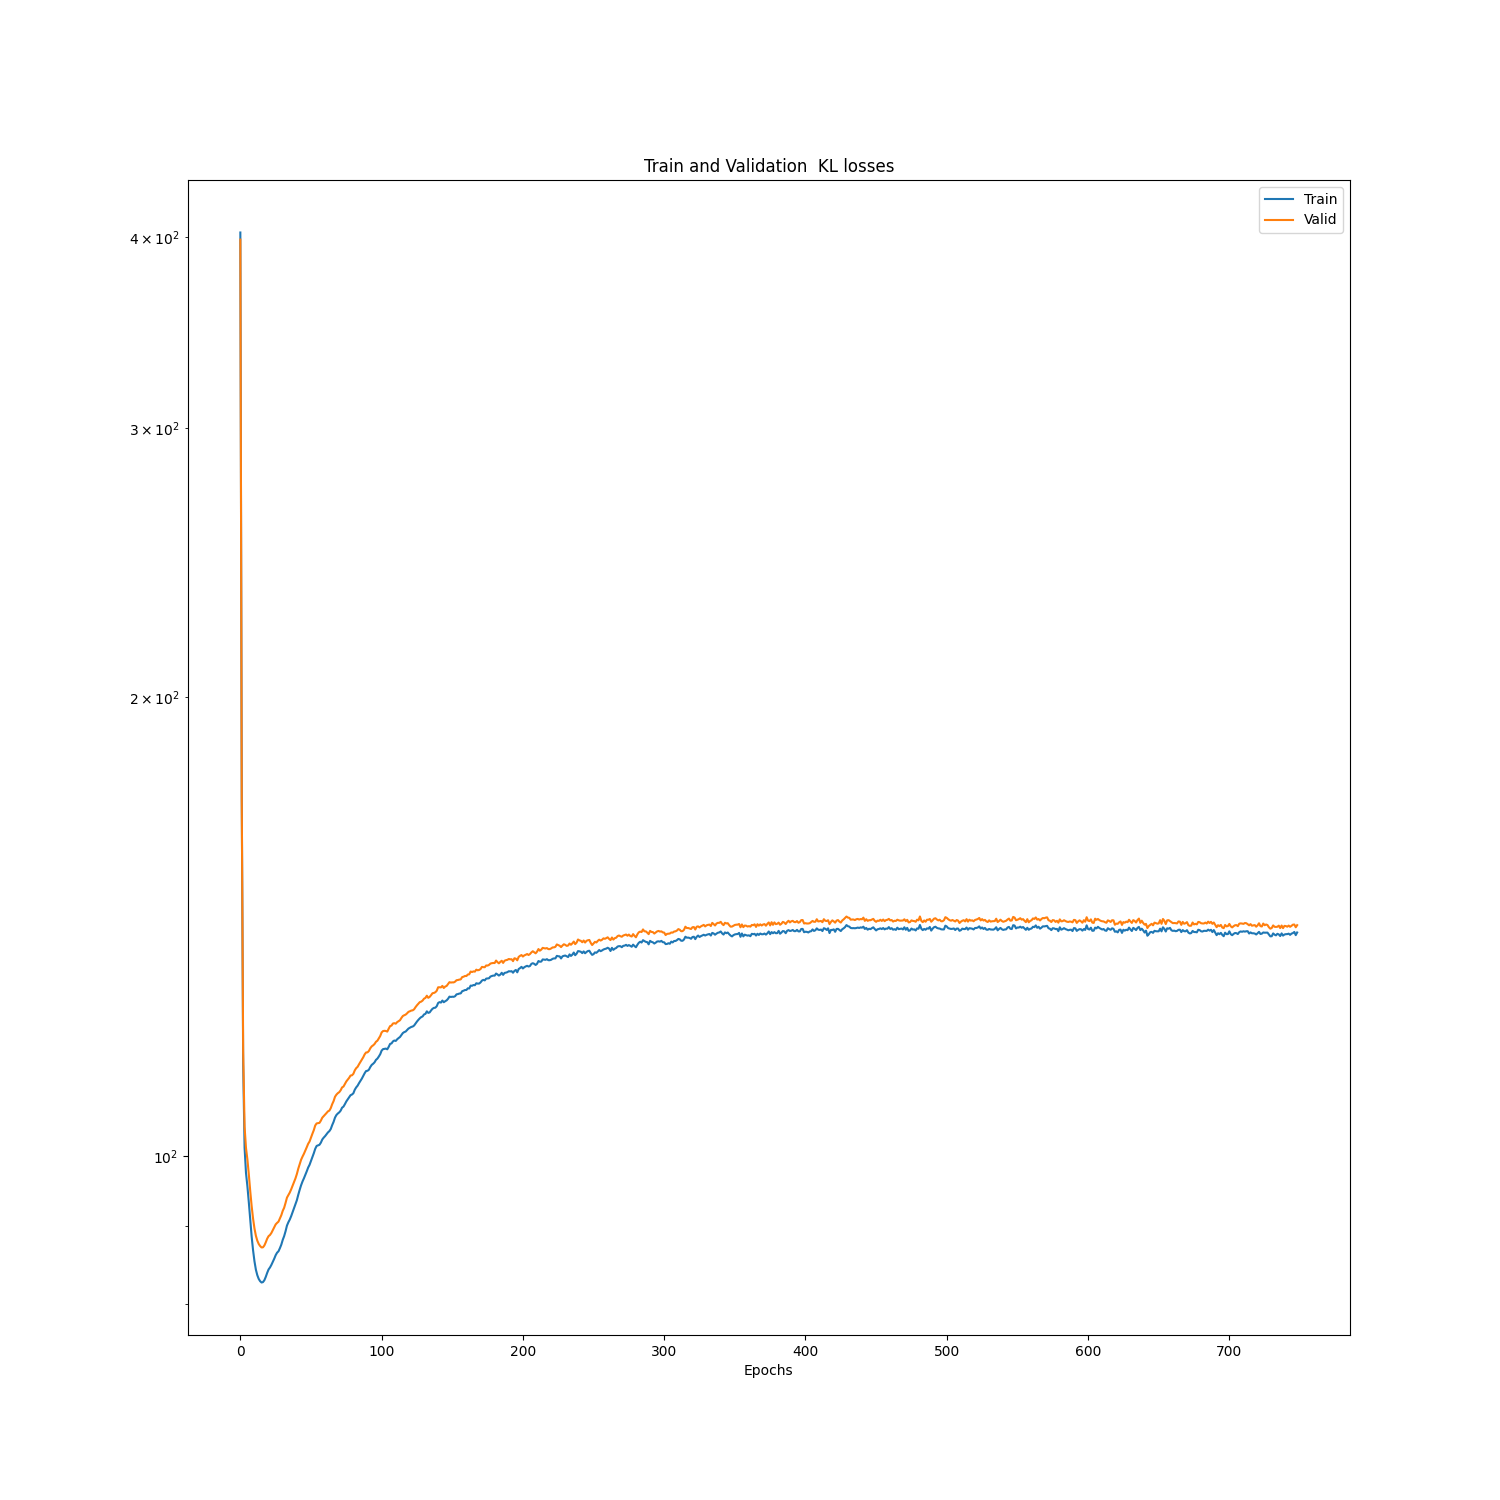 Train and Validation  KL losses
Train
Valid
4 × 10²
3 × 10²
2 × 10²
10²
0 100 200 300 400 500 600 700
Epochs